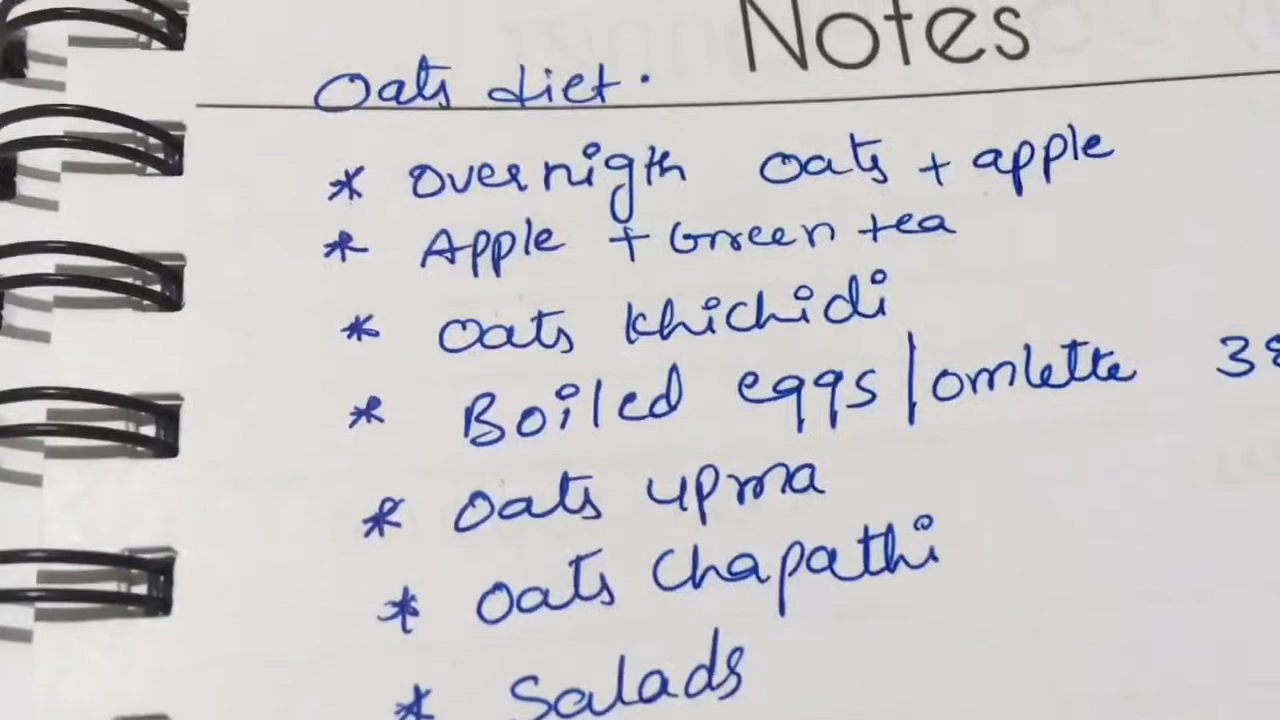 Notes
Oats diet.
* overnigth oats + apple
* Apple + Green tea
* Oats khichidi
* Boiled eggs/omlette
* Oats upma
* Oats Chapathi
* Salads